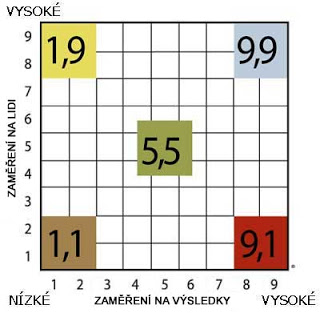 VYSOKÉ
9
8
7
6
5
4
3
2
1
ZAMĚŘENÍ NA LIDI
1,9
9,9
5,5
1,1
9,1
1 2 3 4 5 6 7 8 9
NÍZKÉ
ZAMĚŘENÍ NA VÝSLEDKY
VYSOKÉ